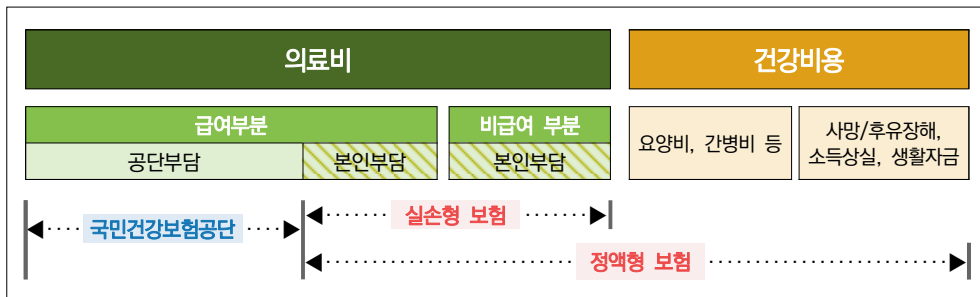 의료비
건강비용
급여부분
비급여 부분
요양비, 간병비 등
사망/후유장해,
소득상실, 생활자금
공단부담
본인부담
본인부담
국민건강보험공단
실손형 보험
정액형 보험